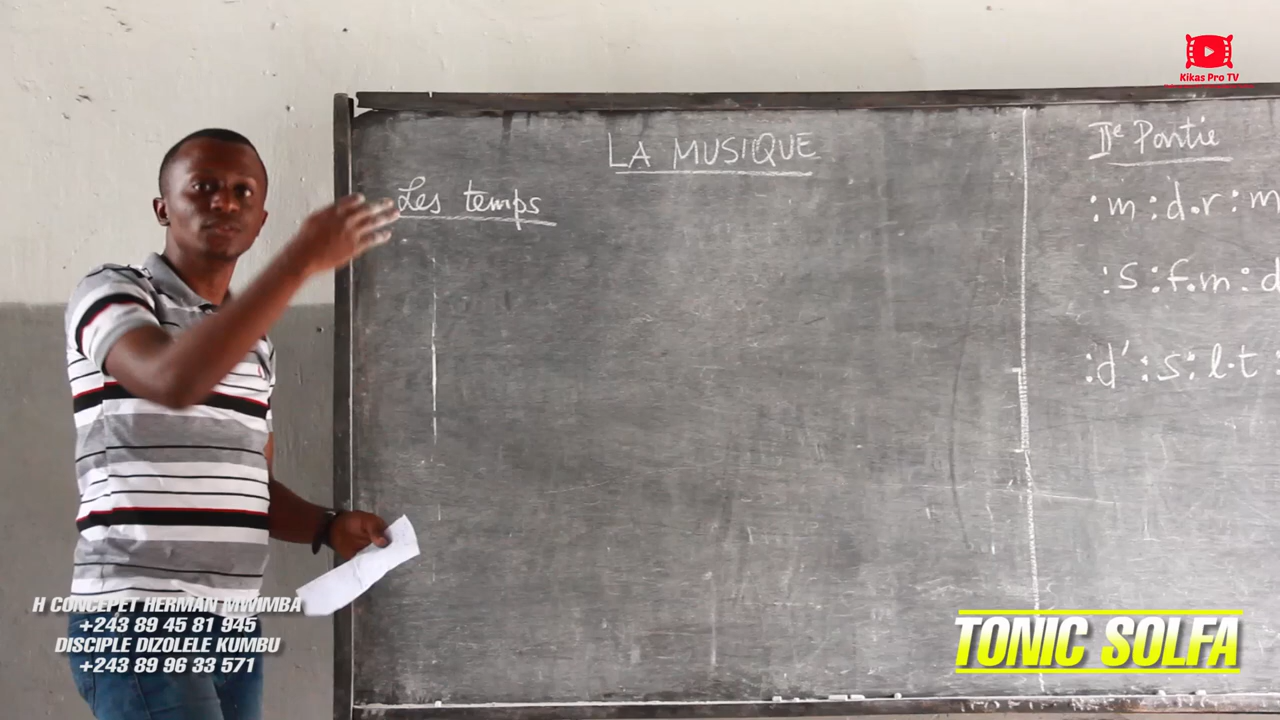 Kikas Pro TV
LA MUSIQUE
Les temps
IIe Partie
:m :d.r :m
:s :f.m :d
:d' :s :l.t :
H CONCEPET HERMAN MWIMBA
+243 89 45 81 945
DISCIPLE DIZOLELE KUMBU
+243 89 96 33 571
TONIC SOLFA